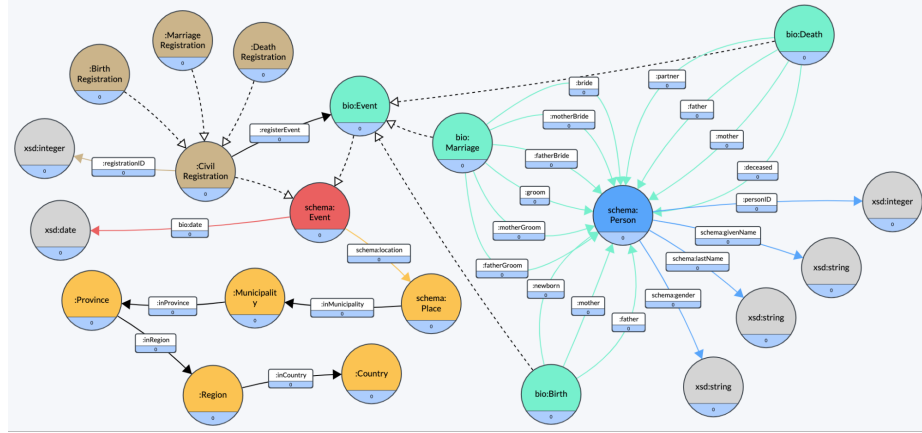 :Marriage
Registration
0
:Death
Registration
0
:Birth
Registration
0
bio:Death
0
bio:Event
0
:bride
0
:partner
0
:father
0
:motherBride
0
:mother
0
:registerEvent
0
xsd:integer
0
:registrationID
0
:Civil
Registration
0
bio:
Marriage
0
:fatherBride
0
:deceased
0
:groom
0
:personID
0
xsd:integer
0
schema:
Event
0
schema:
Person
0
:motherGroom
0
schema:givenName
0
bio:date
0
xsd:date
0
schema:location
0
schema:lastName
0
:fatherGroom
0
xsd:string
0
:newborn
0
schema:gender
0
:Province
0
:inProvince
0
:Municipalit
y
0
:inMunicipality
0
schema:
Place
0
:mother
0
:father
0
xsd:string
0
:inRegion
0
:Region
0
:inCountry
0
:Country
0
bio:Birth
0
xsd:string
0